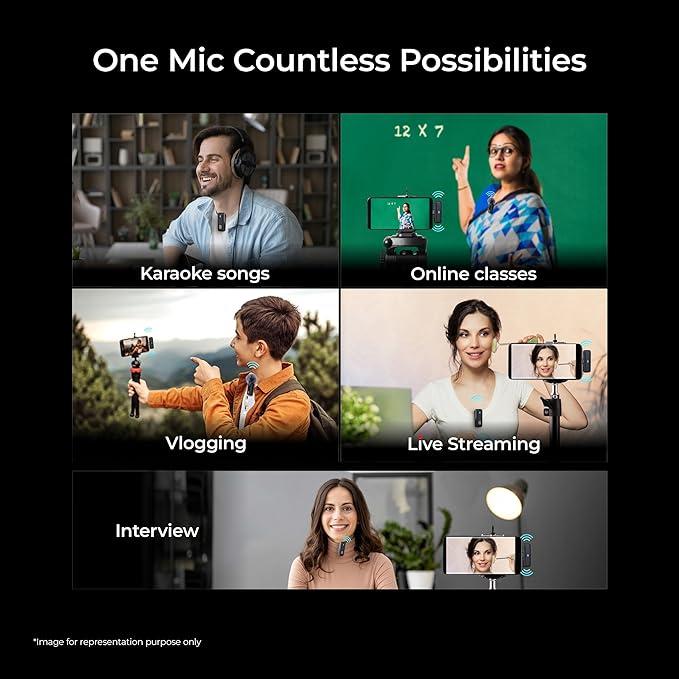 One Mic Countless Possibilities
12 X 7
Karaoke songs
Online classes
Vlogging
Live Streaming
Interview
*Image for representation purpose only